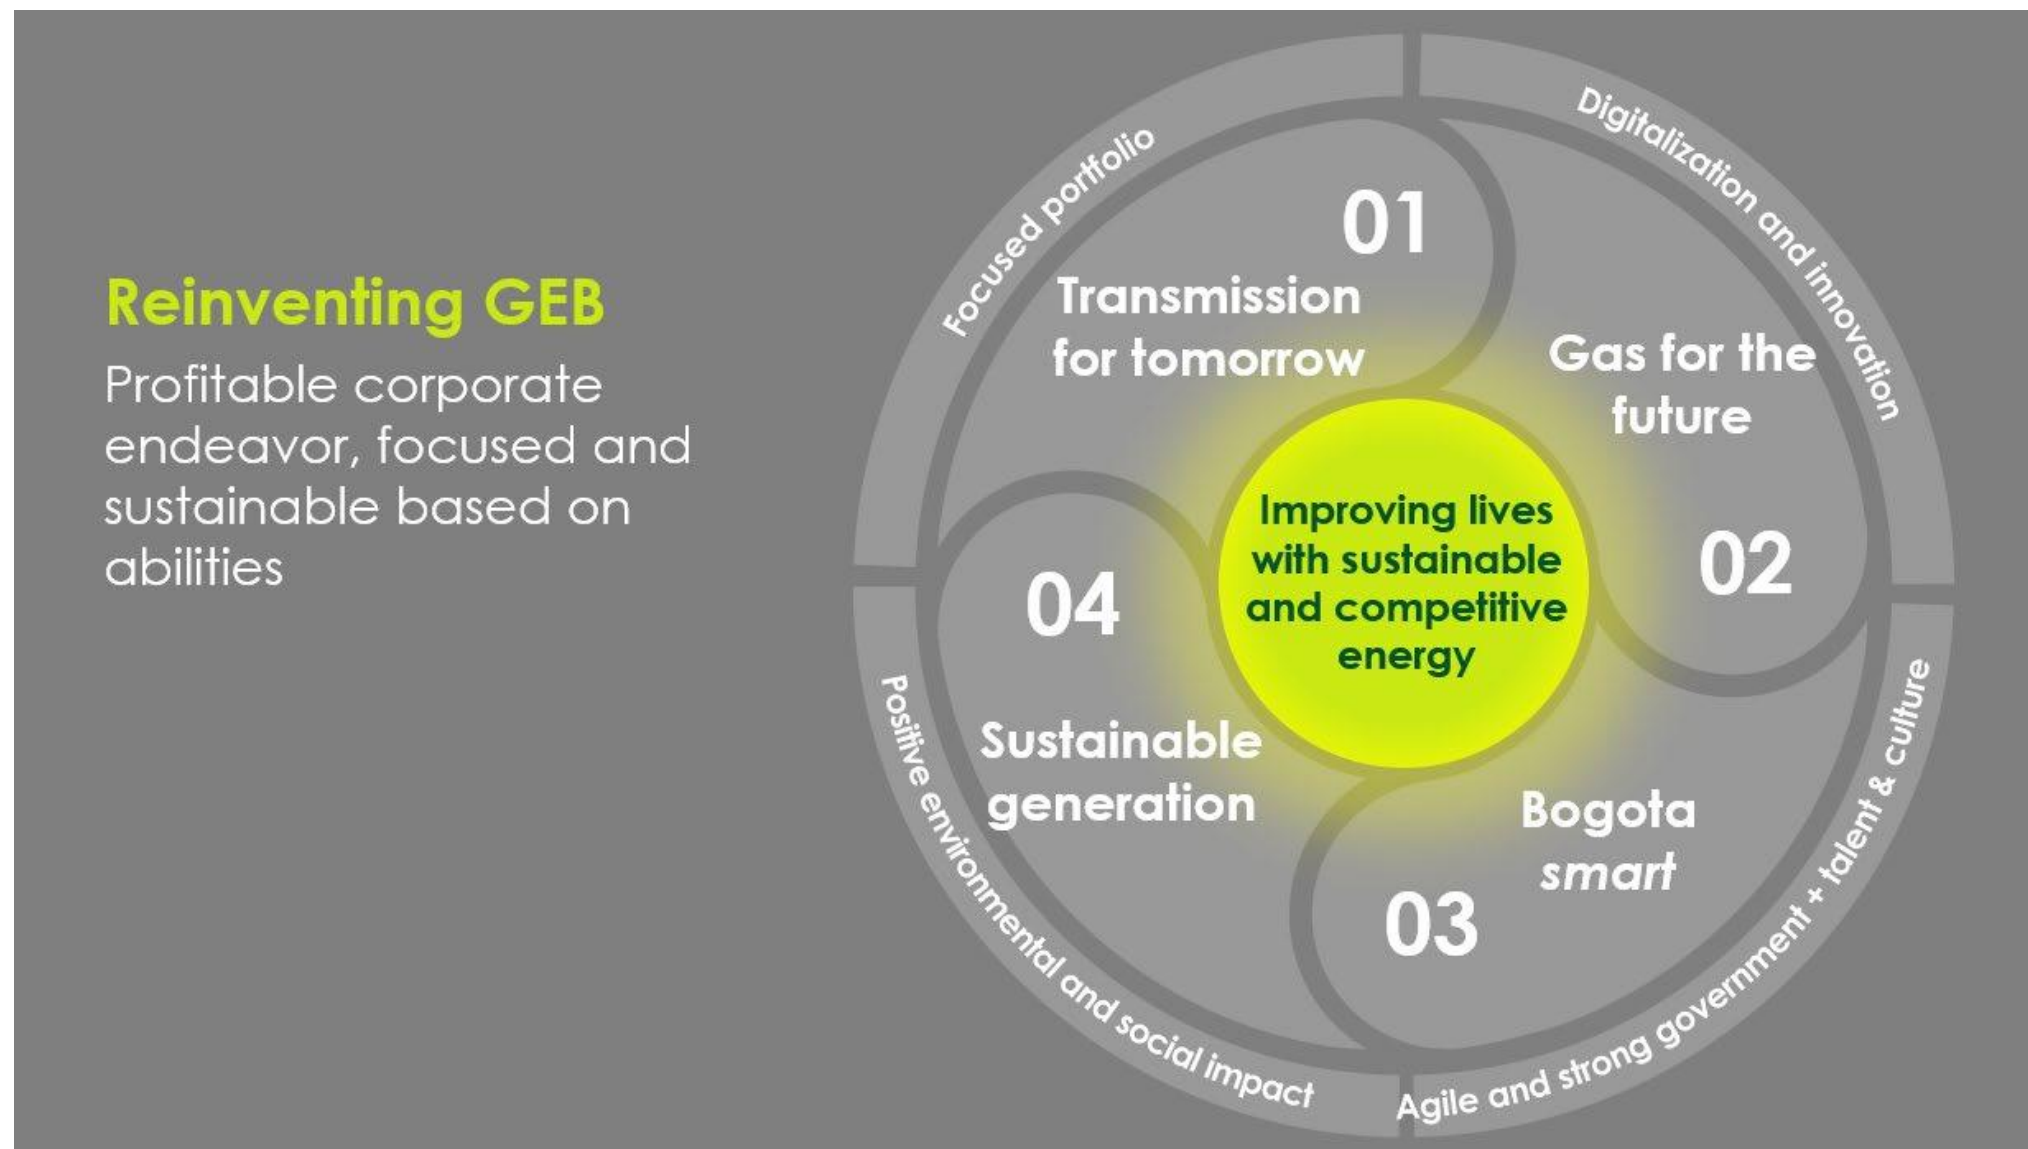 Reinventing GEB
Profitable corporate
endeavor, focused and
sustainable based on
abilities
Focused portfolio
Digitalization and innovation
Agile and strong government + talent & culture
Positive environmental and social impact
01
Transmission
for tomorrow
Gas for the
future
02
Bogota
smart
03
04
Sustainable
generation
Improving lives
with sustainable
and competitive
energy